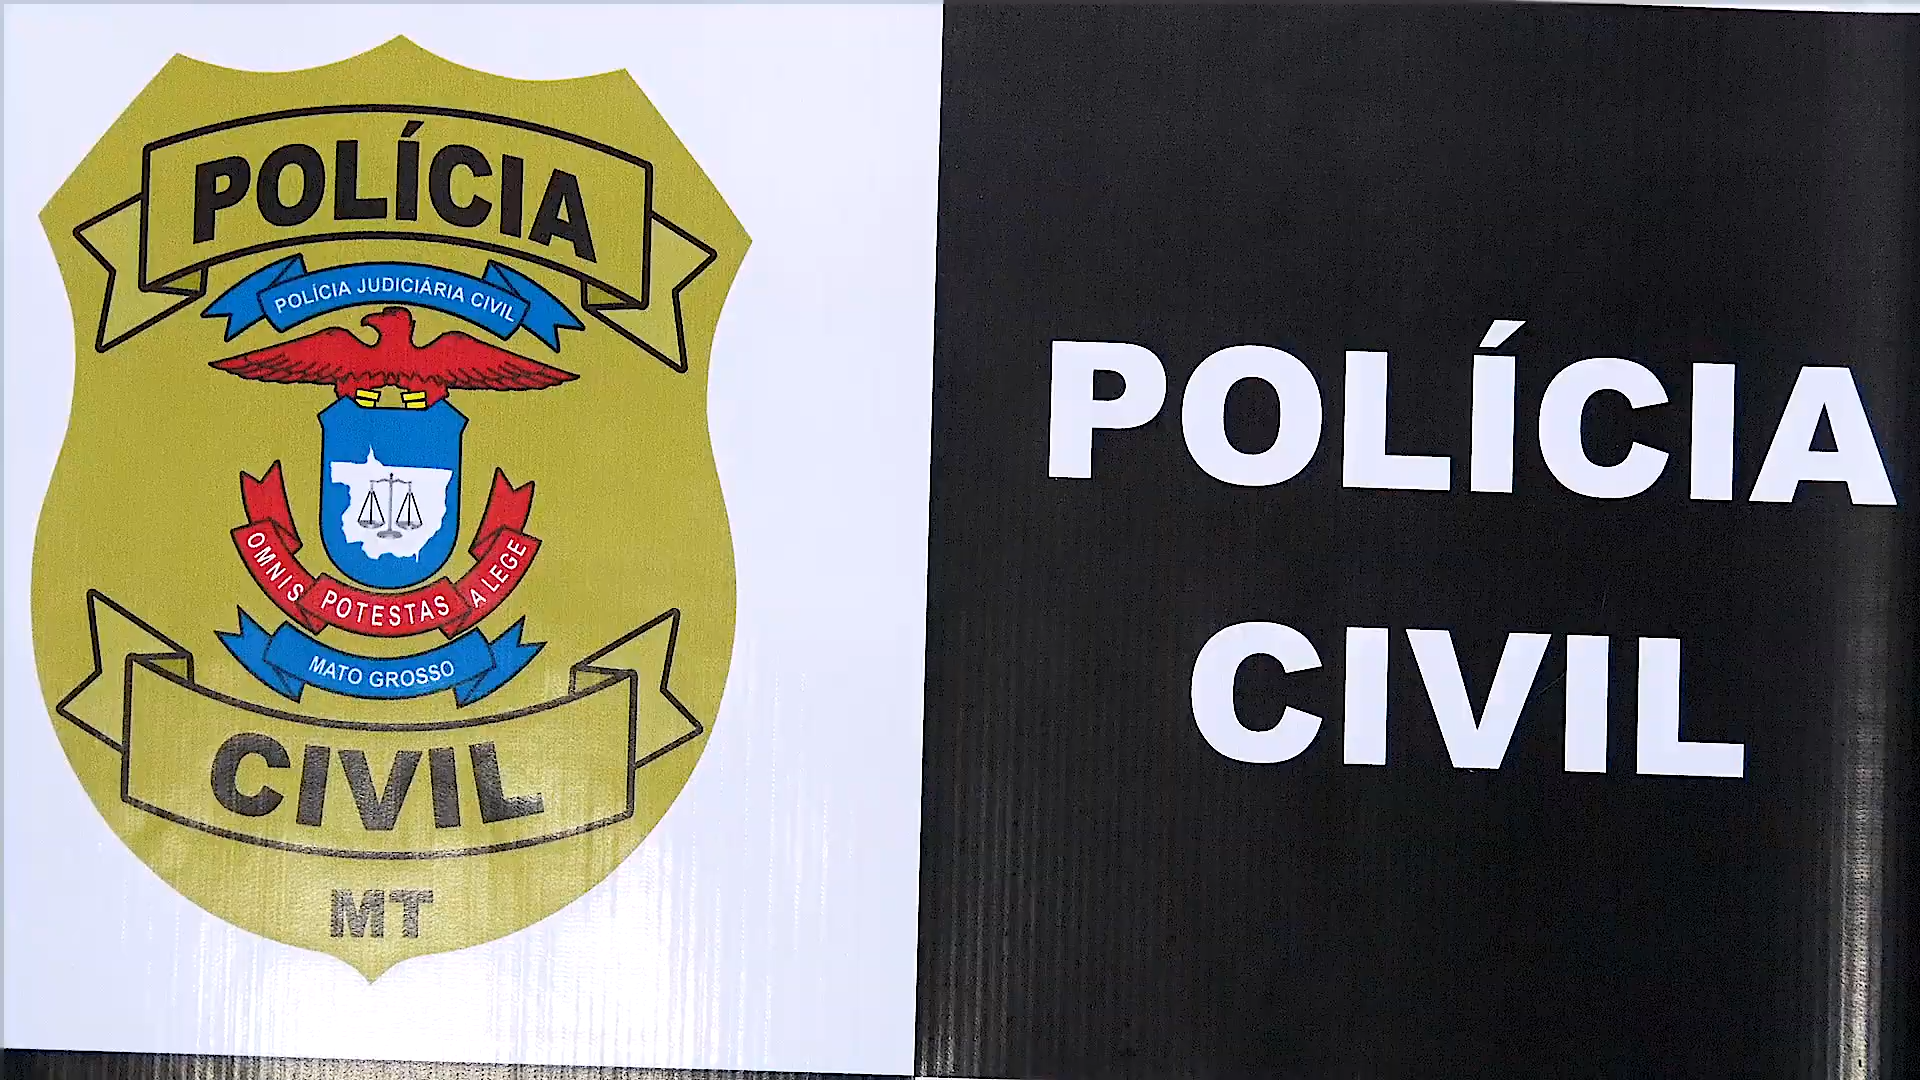 POLÍCIA
POLÍCIA JUDICIÁRIA CIVIL
OMNIS POTESTAS A LEGE
MATO GROSSO
CIVIL
MT
POLÍCIA
CIVIL